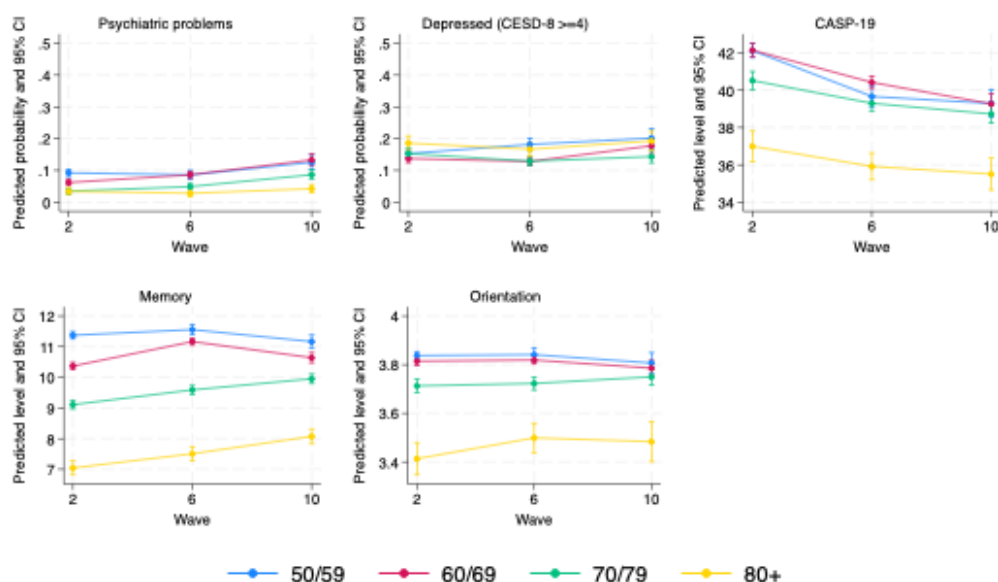 Psychiatric problems
Predicted probability and 95% CI
.5
.4
.3
.2
.1
0
2 6 10
Wave
Depressed (CESD-8 >=4)
Predicted probability and 95% CI
.5
.4
.3
.2
.1
0
2 6 10
Wave
CASP-19
Predicted level and 95% CI
42
40
38
36
34
2 6 10
Wave
Memory
Predicted level and 95% CI
12
11
10
9
8
7
2 6 10
Wave
Orientation
Predicted level and 95% CI
4
3.8
3.6
3.4
2 6 10
Wave
50/59 60/69 70/79 80+